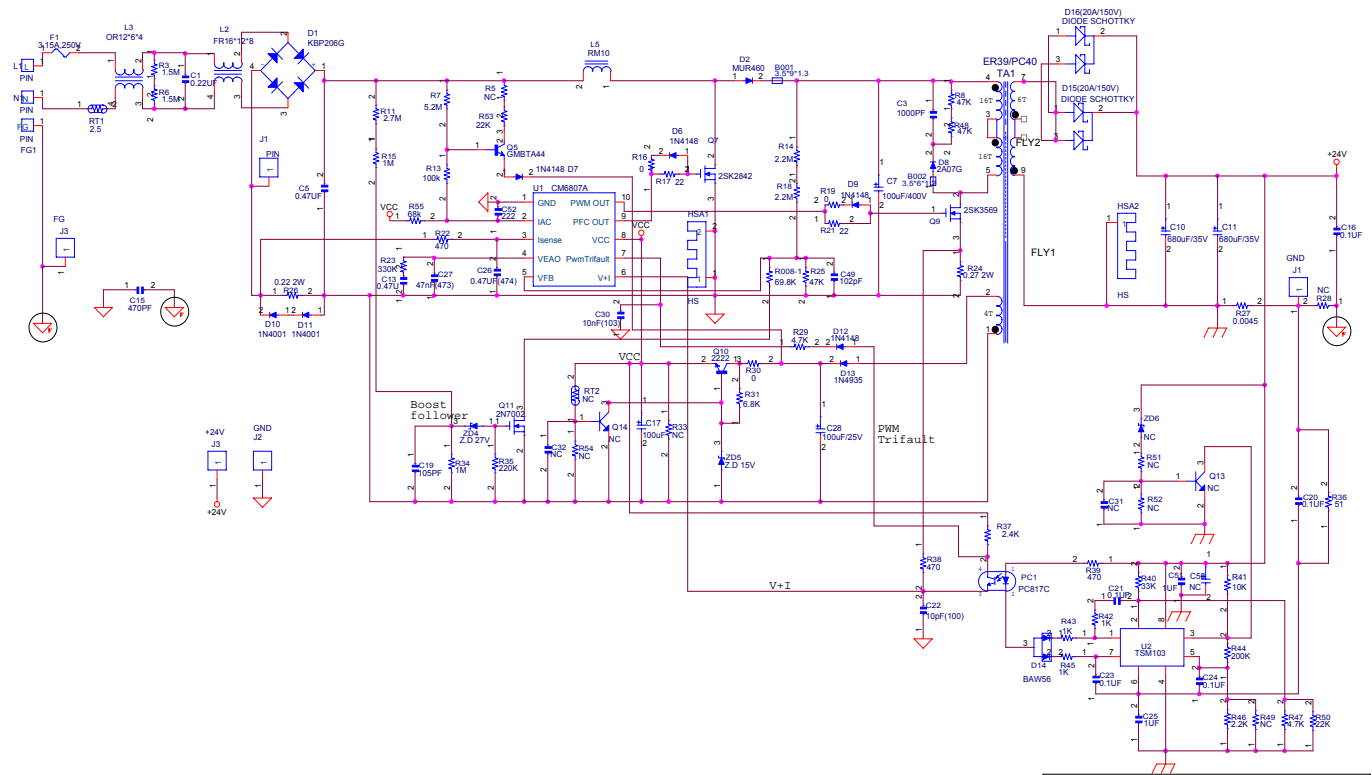 L3
OR12*6*4
F1
3.15A,250V
L2
FR16*12*8
D1
KBP206G
L1
PIN
N1
PIN
FG
PIN
FG1
R3
1.5M
R6
1.5M
C1
0.22UF
RT1
2.5
J1
PIN
C5
0.47UF
FG
J3
C15
470PF
R11
2.7M
R15
1M
R7
5.2M
R5
NC
R53
22K
Q5
GMBTA44
R13
100k
1N4148 D7
L5
RM10
D2
MUR460
B001
3.5*9*1.3
D6
1N4148
R16
0
R17 22
Q7
2SK2842
U1 CM6807A
GND
IAC
Isense
VEAO
VFB
PWM OUT
PFC OUT
VCC
PwmTrifault
V+I
VCC
R55
68k
C52
222
R22
470
R23
330K
C13
0.47U
C27
47nF(473)
C26
0.47UF(474)
0.22 2W
R26
D10
1N4001
D11
1N4001
VCC
HSA1
HS
C30
10nF(103)
R14
2.2M
R18
2.2M
R19
0
D9
1N4148
R21 22
C7
100uF/400V
C3
1000PF
R8
47K
R48
47K
D8
2A07G
B002
3.5*6*1.3
2SK3569
Q9
R24
0.27 2W
R008-1
69.8K
R25
47K
C49
102pF
ER39/PC40
TA1
16T
6T
16T
4T
FLY2
FLY1
D16(20A/150V)
DIODE SCHOTTKY
D15(20A/150V)
DIODE SCHOTTKY
+24V
HSA2
HS
C10
680uF/35V
C11
680uF/35V
C16
0.1UF
GND
J1
NC
R28
R27
0.0045
R29
4.7K
D12
1N4148
D13
1N4935
VCC
Q10
2222
R30
0
R31
6.8K
RT2
NC
Q14
NC
C17
100uF
R33
NC
ZD5
Z.D 15V
C28
100uF/25V
PWM
Trifault
Boost
follower
Q11
2N7002
ZD4
Z.D 27V
C19
105PF
R34
1M
R35
220K
C32
NC
R54
NC
+24V
J3
GND
J2
+24V
V+I
R37
2.4K
R38
470
C22
10pF(100)
PC1
PC817C
ZD6
NC
R51
NC
R52
NC
C31
NC
Q13
NC
C20
0.1UF
R36
51
R39
470
R40
33K
C51
1UF
NC
R41
10K
C21
0.1UF
R42
1K
R43
1K
R45
1K
D14
BAW56
U2
TSM103
R44
200K
C23
0.1UF
C24
0.1UF
C25
1UF
R46
2.2K
R49
NC
R47
4.7K
R50
22K